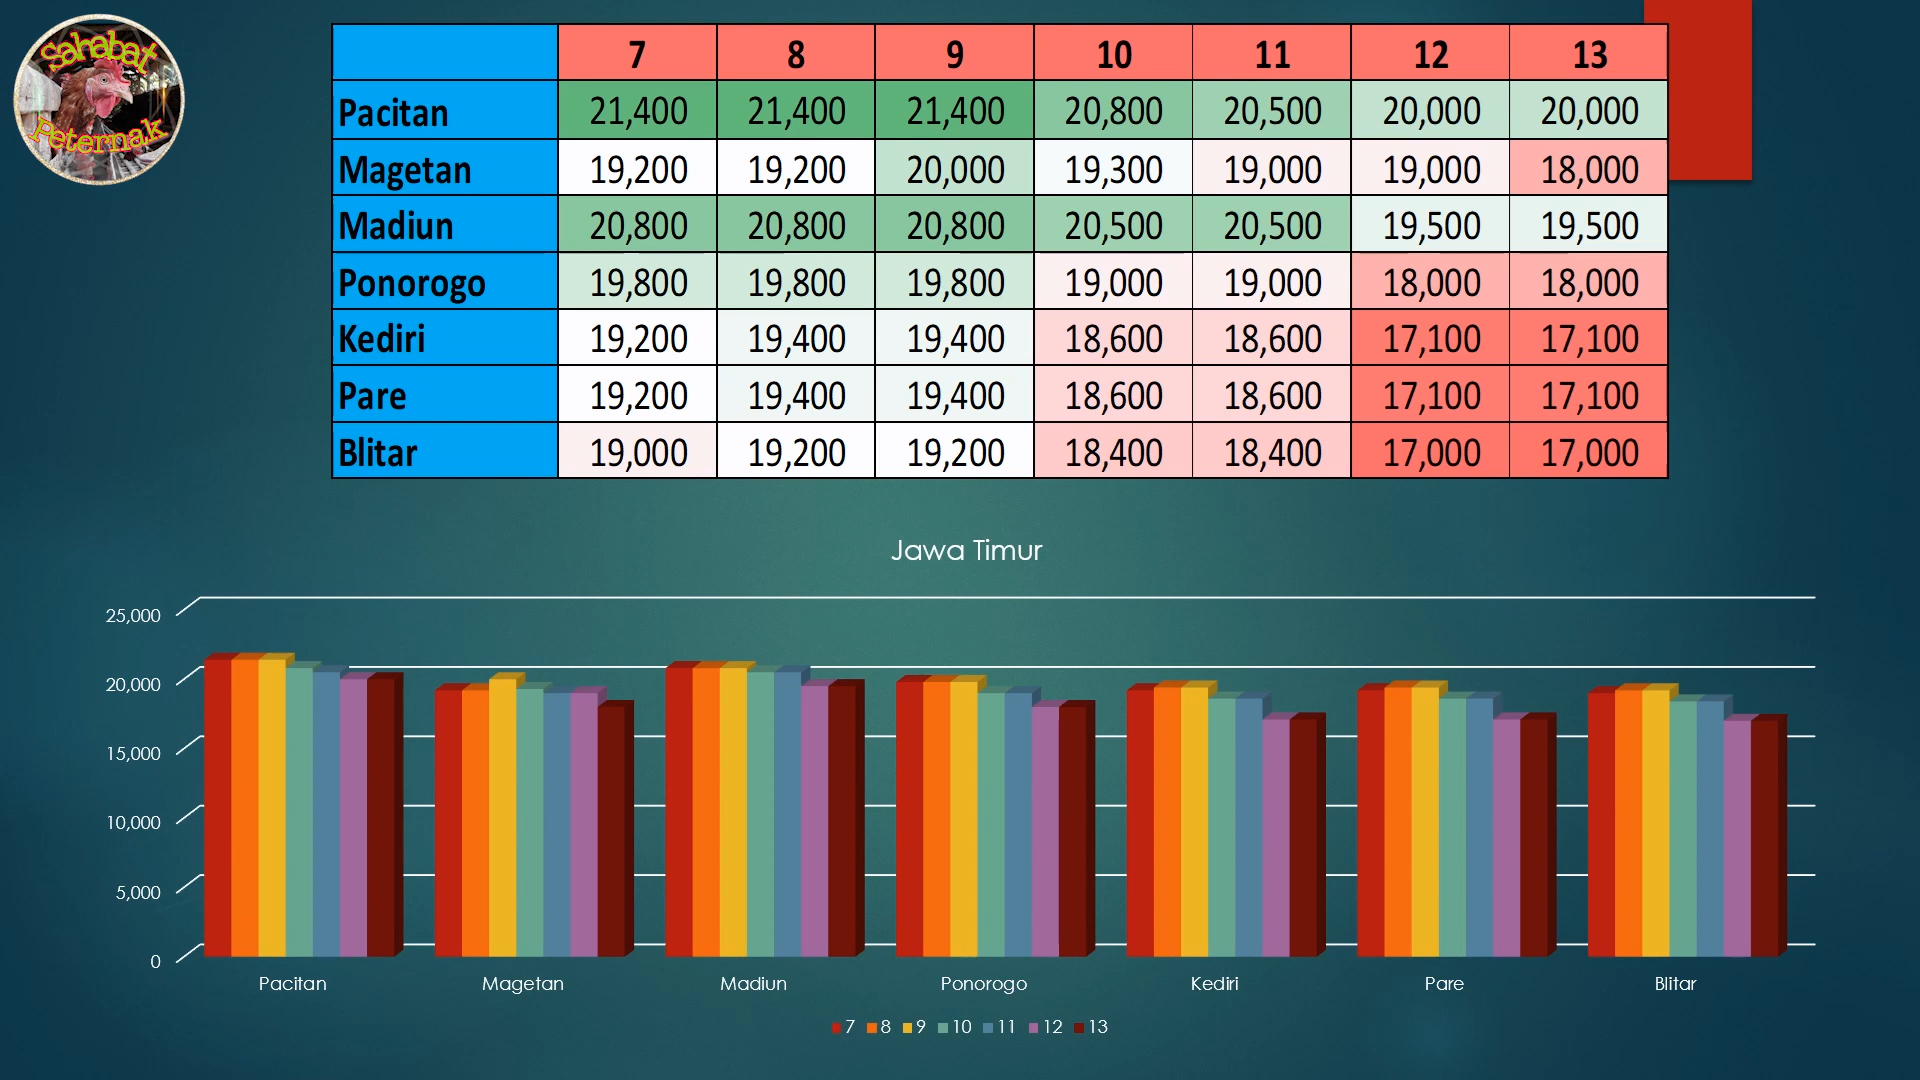 Sahabat
Peternak
7 8 9 10 11 12 13
Pacitan 21,400 21,400 21,400 20,800 20,500 20,000 20,000
Magetan 19,200 19,200 20,000 19,300 19,000 19,000 18,000
Madiun 20,800 20,800 20,800 20,500 20,500 19,500 19,500
Ponorogo 19,800 19,800 19,800 19,000 19,000 18,000 18,000
Kediri 19,200 19,400 19,400 18,600 18,600 17,100 17,100
Pare 19,200 19,400 19,400 18,600 18,600 17,100 17,100
Blitar 19,000 19,200 19,200 18,400 18,400 17,000 17,000
Jawa Timur
25,000
20,000
15,000
10,000
5,000
0
Pacitan Magetan Madiun Ponorogo Kediri Pare Blitar
7 8 9 10 11 12 13